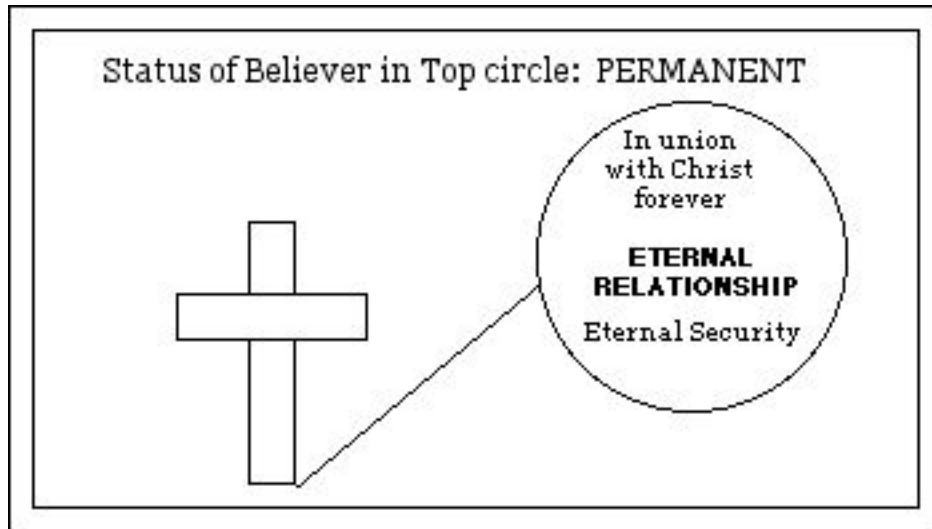 Status of Believer in Top circle: PERMANENT
In union
with Christ
forever
ETERNAL
RELATIONSHIP
Eternal Security